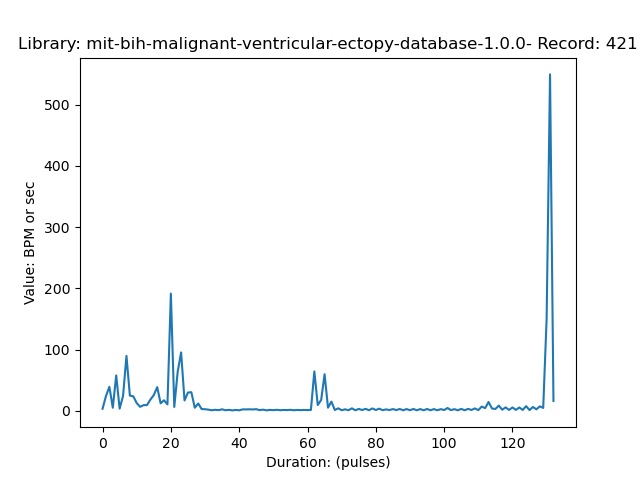 Library: mit-bih-malignant-ventricular-ectopy-database-1.0.0- Record: 421
500
400
300
200
100
0
Value: BPM or sec
0 20 40 60 80 100 120
Duration: (pulses)